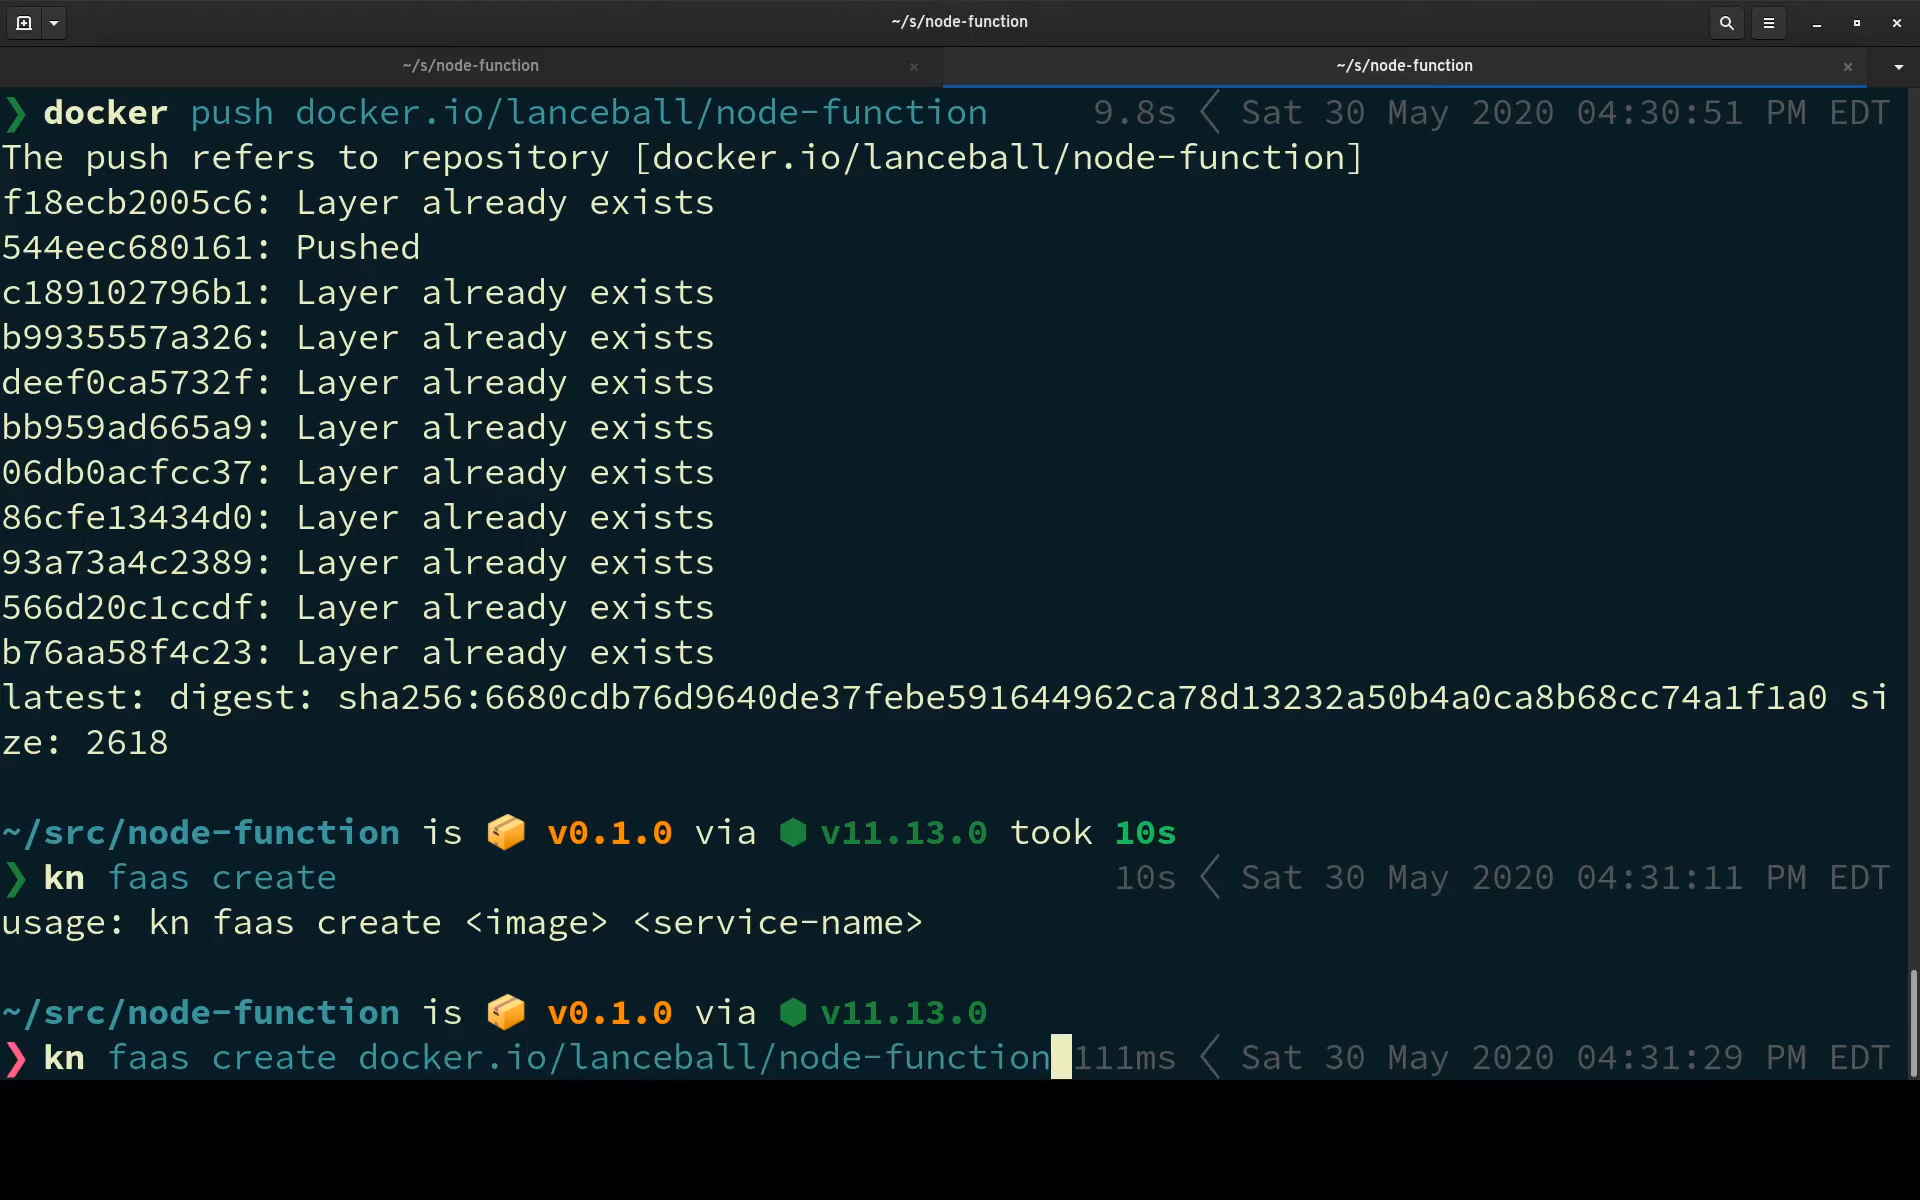 ~/s/node-function
~/s/node-function
~/s/node-function
❯ docker push docker.io/lanceball/node-function 9.8s Sat 30 May 2020 04:30:51 PM EDT
The push refers to repository [docker.io/lanceball/node-function]
f18ecb2005c6: Layer already exists
544eec680161: Pushed
c189102796b1: Layer already exists
b9935557a326: Layer already exists
deef0ca5732f: Layer already exists
bb959ad665a9: Layer already exists
06db0acfcc37: Layer already exists
86cfe13434d0: Layer already exists
93a73a4c2389: Layer already exists
566d20c1ccdf: Layer already exists
b76aa58f4c23: Layer already exists
latest: digest: sha256:6680cdb76d9640de37febe591644962ca78d13232a50b4a0ca8b68cc74a1f1a0 si
ze: 2618
~/src/node-function is 📦 v0.1.0 via ⬢ v11.13.0 took 10s
❯ kn faas create 10s Sat 30 May 2020 04:31:11 PM EDT
usage: kn faas create <image> <service-name>
~/src/node-function is 📦 v0.1.0 via ⬢ v11.13.0
❯ kn faas create docker.io/lanceball/node-function 111ms Sat 30 May 2020 04:31:29 PM EDT